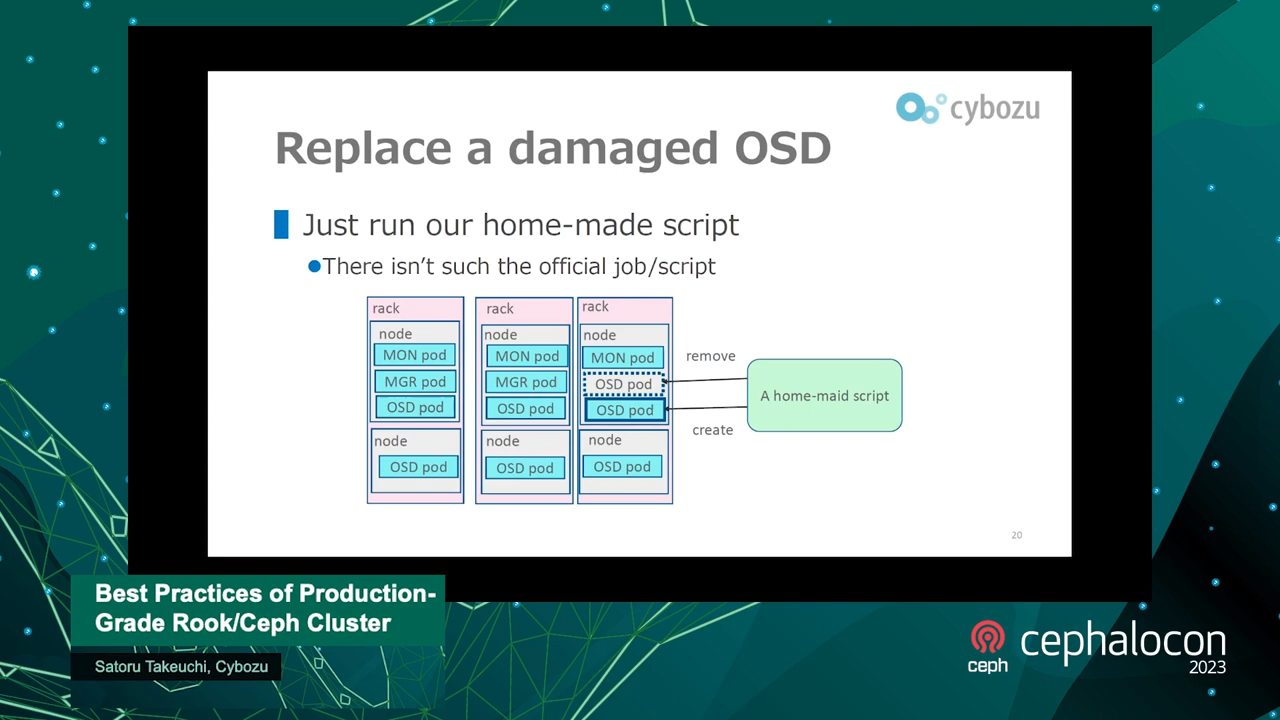 cybozu
Replace a damaged OSD
Just run our home-made script
There isn't such the official job/script
rack
node
MON pod
MGR pod
OSD pod
node
OSD pod
rack
node
MON pod
MGR pod
OSD pod
node
OSD pod
rack
node
MON pod
OSD pod
OSD pod
node
OSD pod
remove
create
A home-maid script
20
Best Practices of Production-
Grade Rook/Ceph Cluster
Satoru Takeuchi, Cybozu
ceph
cephalocon
2023